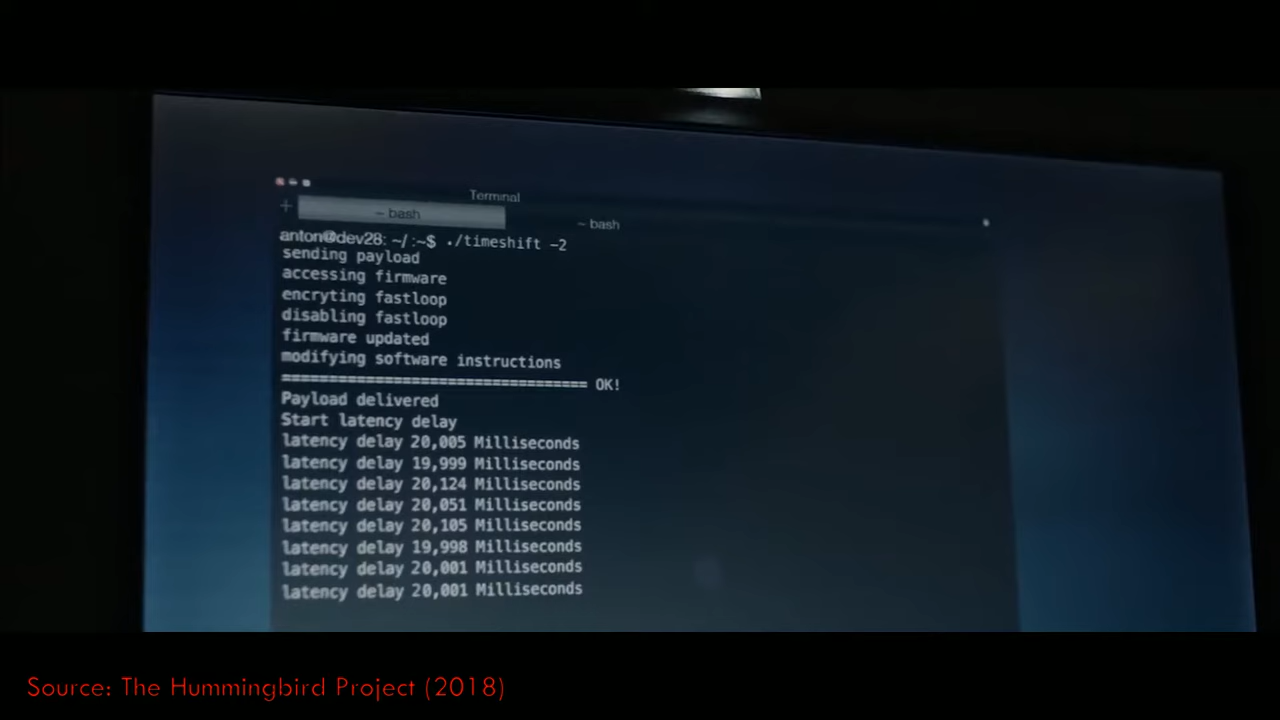 Terminal
+ ~ bash ~ bash
anton@dev28: ~/ :~$ ./timeshift -2
sending payload
accessing firmware
encryting fastloop
disabling fastloop
firmware updated
modifying software instructions
================================= OK!
Payload delivered
Start latency delay
latency delay 20,005 Milliseconds
latency delay 19,999 Milliseconds
latency delay 20,124 Milliseconds
latency delay 20,051 Milliseconds
latency delay 20,105 Milliseconds
latency delay 19,998 Milliseconds
latency delay 20,001 Milliseconds
latency delay 20,001 Milliseconds
Source: The Hummingbird Project (2018)